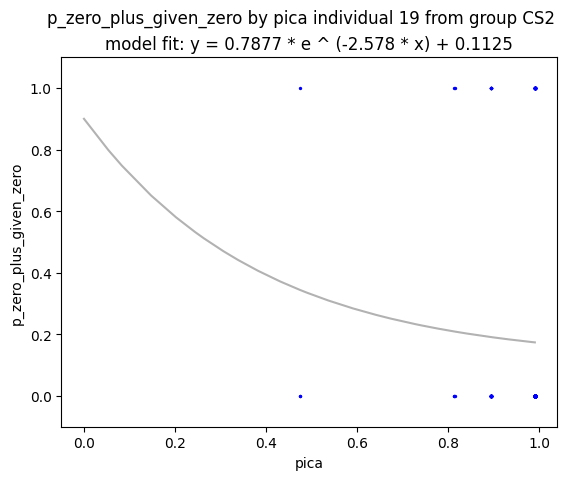 p_zero_plus_given_zero by pica individual 19 from group CS2
model fit: y = 0.7877 * e ^ (-2.578 * x) + 0.1125
1.0
0.8
0.6
0.4
0.2
0.0
p_zero_plus_given_zero
0.0 0.2 0.4 0.6 0.8 1.0
pica